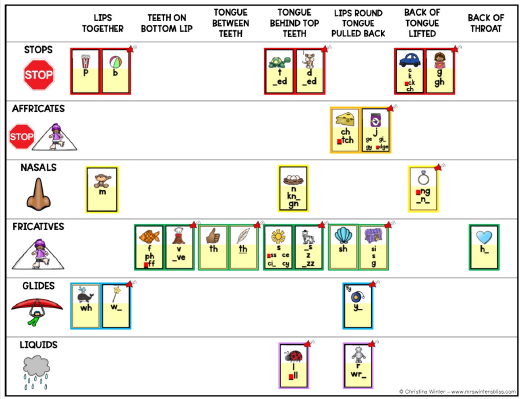 LIPS TOGETHER
TEETH ON BOTTOM LIP
TONGUE BETWEEN TEETH
TONGUE BEHIND TOP TEETH
LIPS ROUND TONGUE PULLED BACK
BACK OF TONGUE LIFTED
BACK OF THROAT
STOPS
STOP
p
b
t
_ed
d
_ed
c
k
ck
ch
g
gh
AFFRICATES
STOP
ch
tch
j
ge gi_
gy dge
NASALS
m
n
kn_
gn
ng
_n_
FRICATIVES
f
ph
ff
v
_ve
th
th
s
ss ce
ci_ cy
_s
z
_zz
sh
si
s
g
h_
GLIDES
wh
w_
y_
LIQUIDS
l
ll
r
wr_
© Christina Winter - www.mrswintersbliss.com